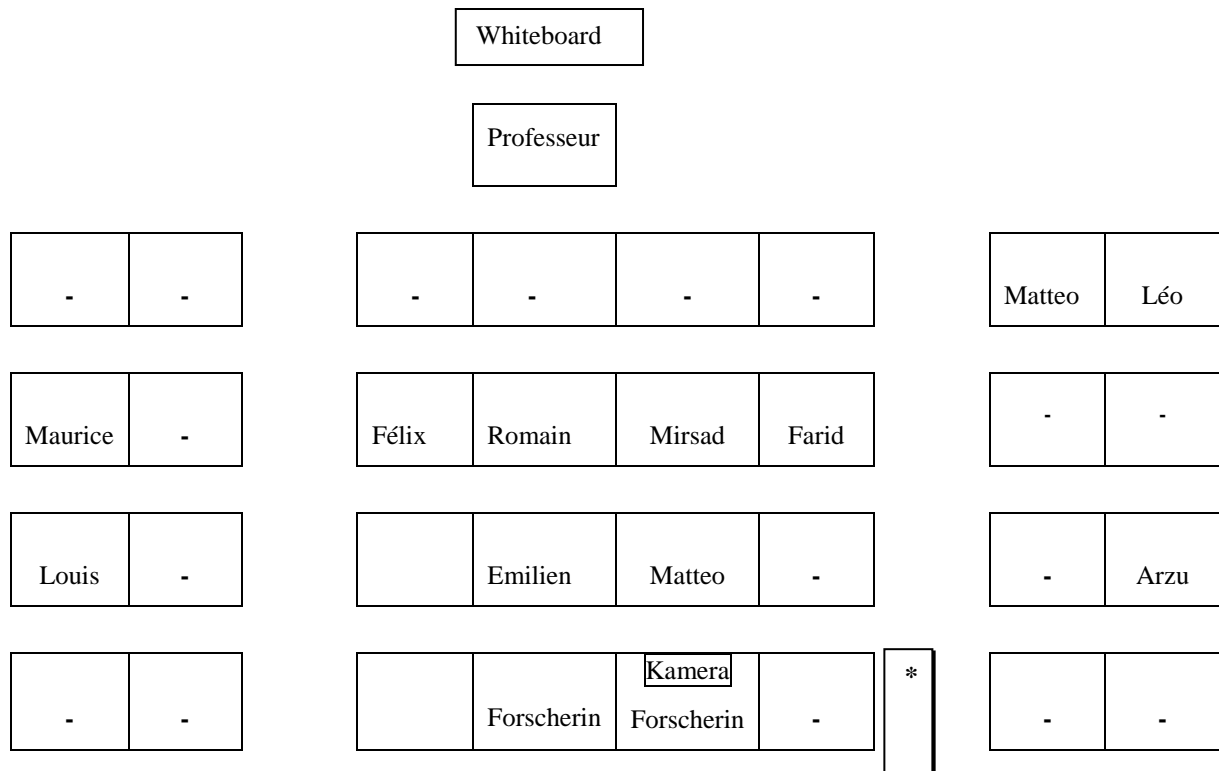 Whiteboard
Professeur
- - - - - - Matteo Léo
Maurice - Félix Romain Mirsad Farid - -
Louis - Emilien Matteo - - Arzu
Kamera *
- - Forscherin Forscherin - - -